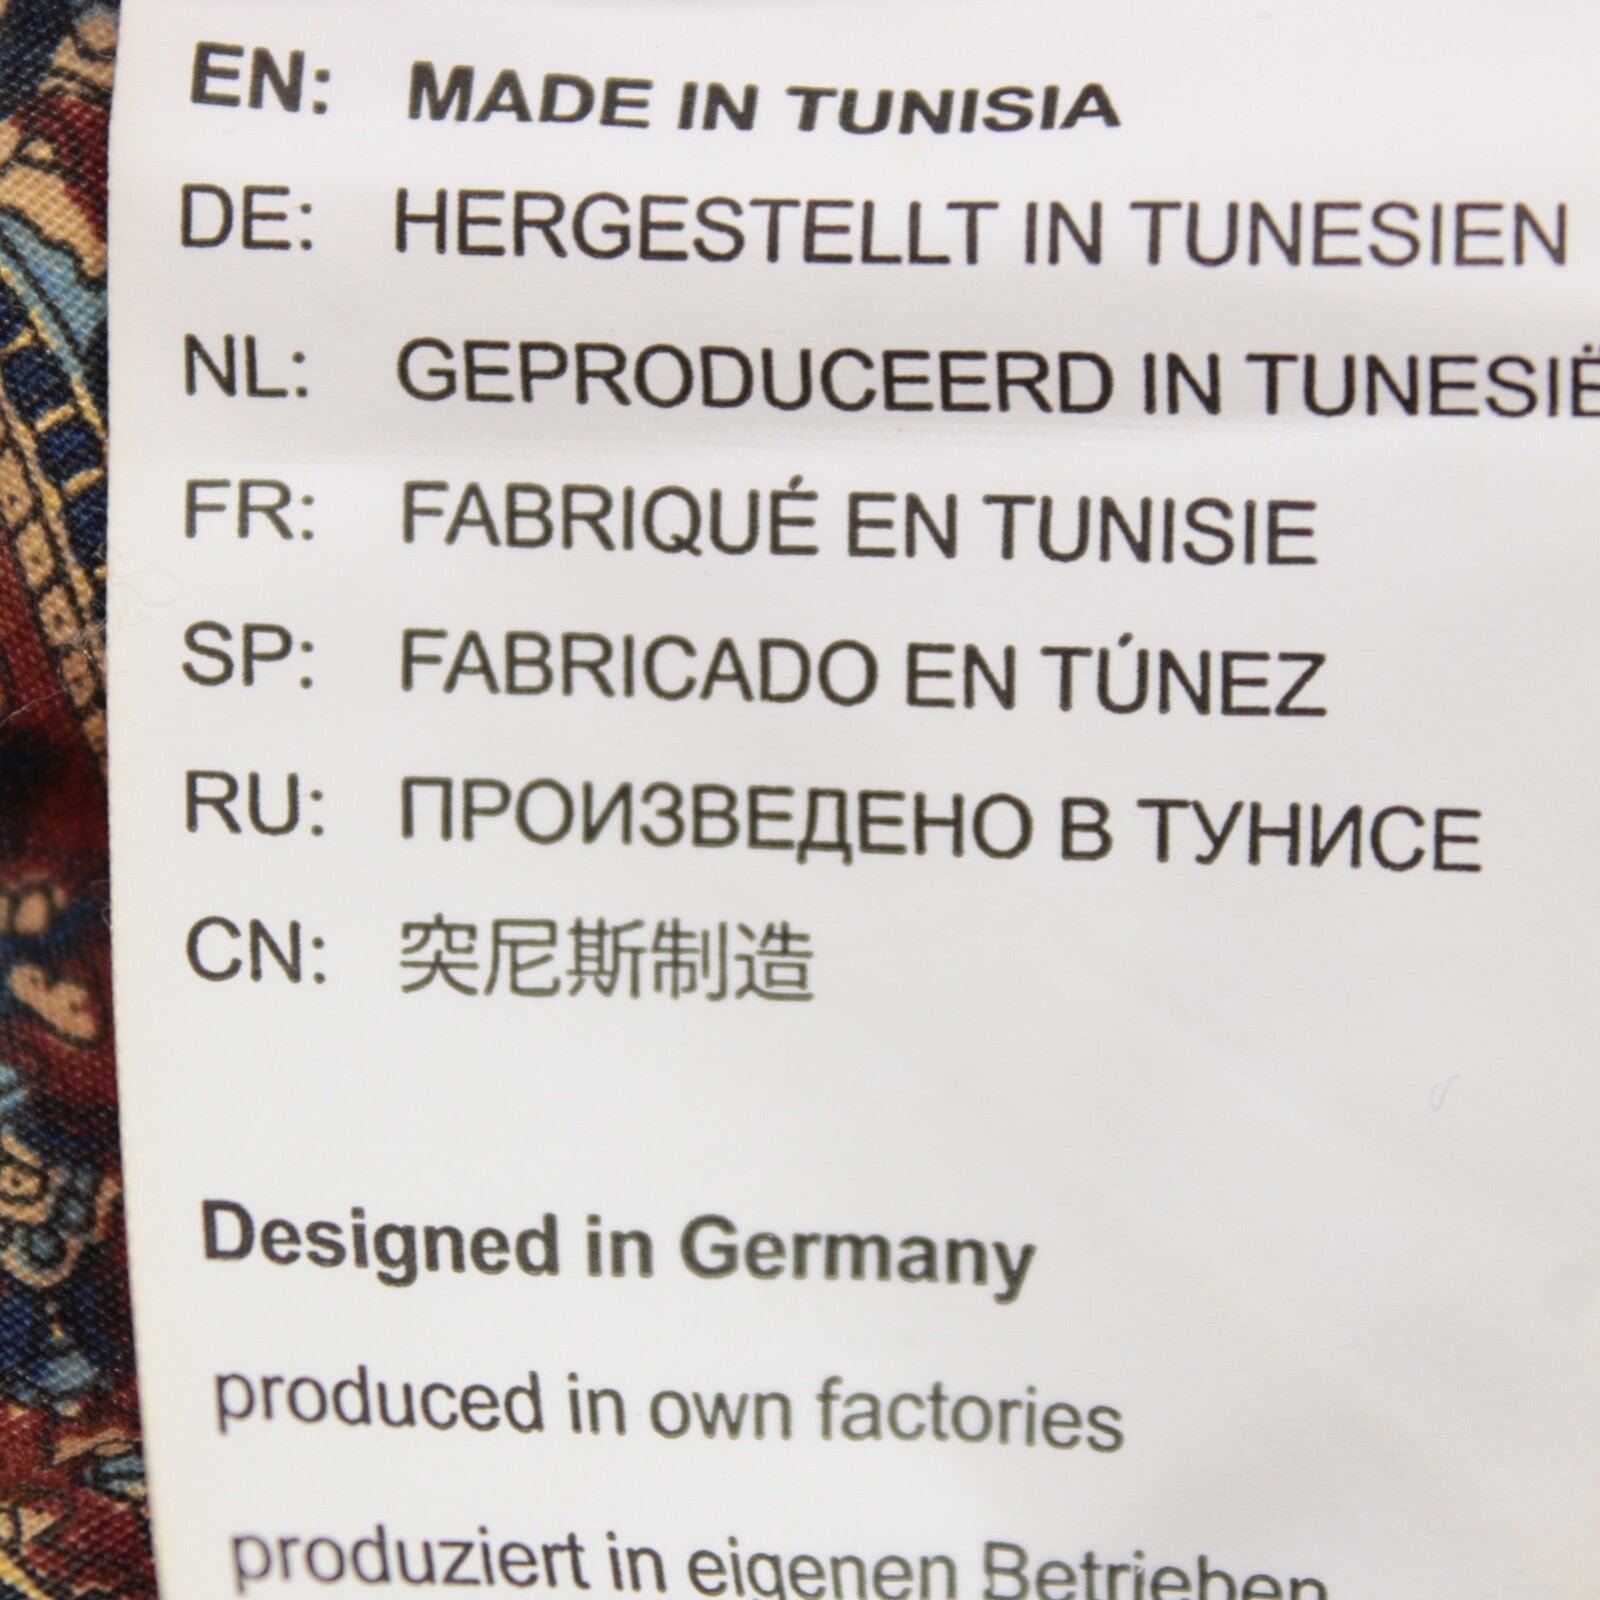 EN: MADE IN TUNISIA
DE: HERGESTELLT IN TUNESIEN
NL: GEPRODUCEERD IN TUNESIË
FR: FABRIQUÉ EN TUNISIE
SP: FABRICADO EN TÚNEZ
RU: ПРОИЗВЕДЕНО В ТУНИСЕ
CN: 突尼斯制造
Designed in Germany
produced in own factories
produziert in eigenen Betrieben